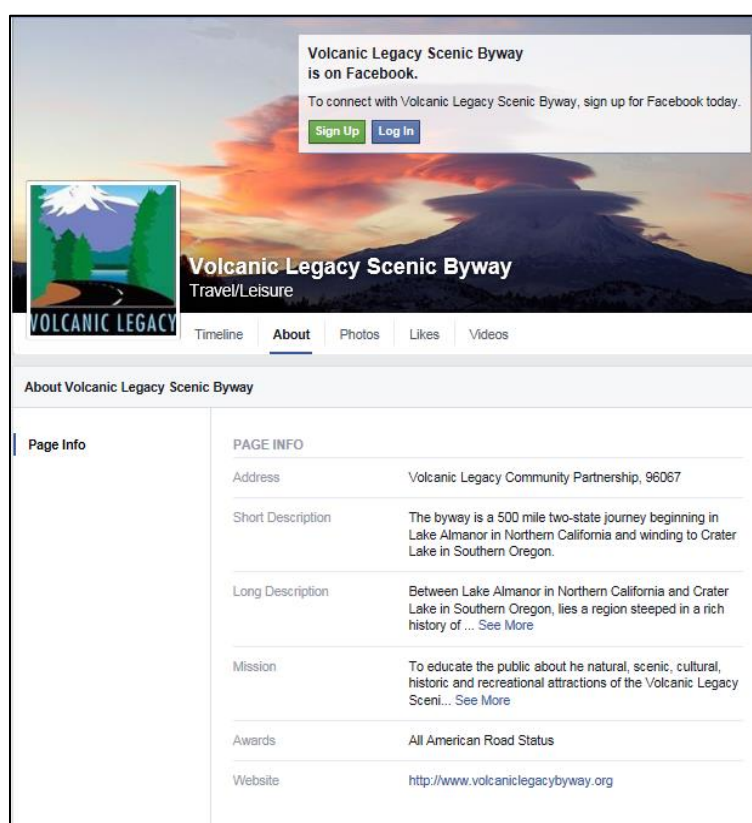 Volcanic Legacy Scenic Byway
is on Facebook.
To connect with Volcanic Legacy Scenic Byway, sign up for Facebook today.
Sign Up Log In
Volcanic Legacy Scenic Byway
Travel/Leisure
VOLCANIC LEGACY
Timeline About Photos Likes Videos
About Volcanic Legacy Scenic Byway
Page Info
PAGE INFO
Address Volcanic Legacy Community Partnership, 96067
Short Description The byway is a 500 mile two-state journey beginning in
Lake Almanor in Northern California and winding to Crater
Lake in Southern Oregon.
Long Description Between Lake Almanor in Northern California and Crater
Lake in Southern Oregon, lies a region steeped in a rich
history of ... See More
Mission To educate the public about he natural, scenic, cultural,
historic and recreational attractions of the Volcanic Legacy
Sceni... See More
Awards All American Road Status
Website http://www.volcaniclegacybyway.org